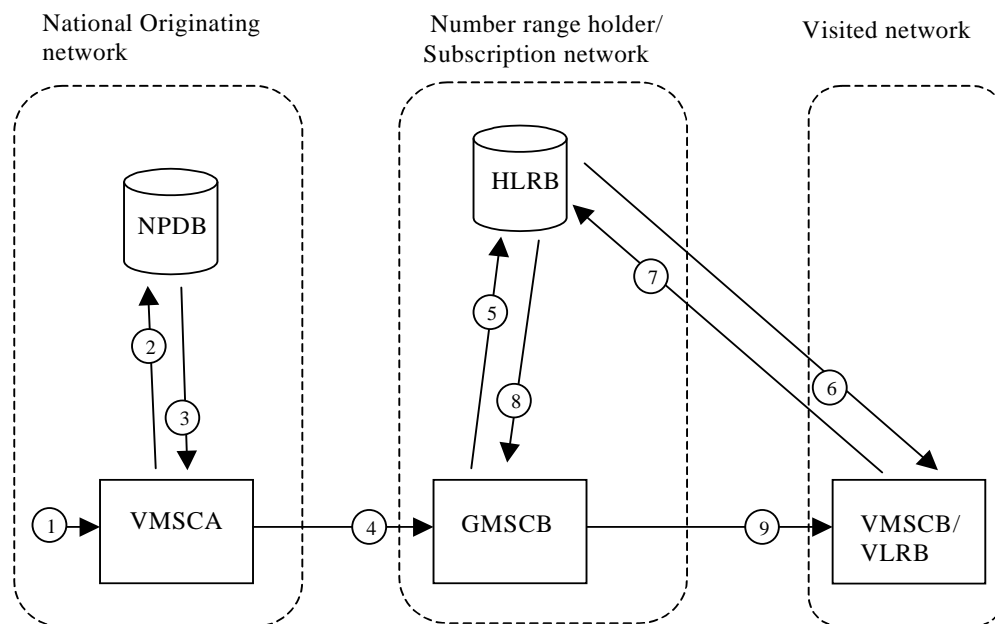 National Originating
network
Number range holder/
Subscription network
Visited network
NPDB
HLRB
2
3
5
8
7
6
1
VMSCA
4
GMSCB
9
VMSCB/
VLRB